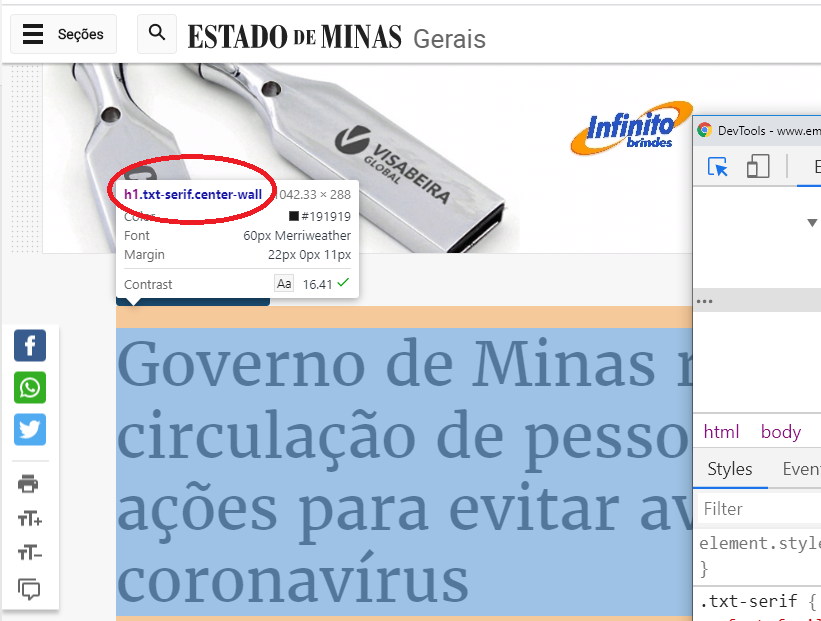 Seções
ESTADO DE MINAS Gerais
VISABEIRA
GLOBAL
Infinito
brindes
DevTools - www.em
h1.txt-serif.center-wall 1042.33 × 288
Color #191919
Font 60px Merriweather
Margin 22px 0px 11px
Contrast Aa 16.41
Governo de Minas r
circulação de pesso
ações para evitar av
coronavírus
E
html body
Styles Even
Filter
element.style
}
.txt-serif {